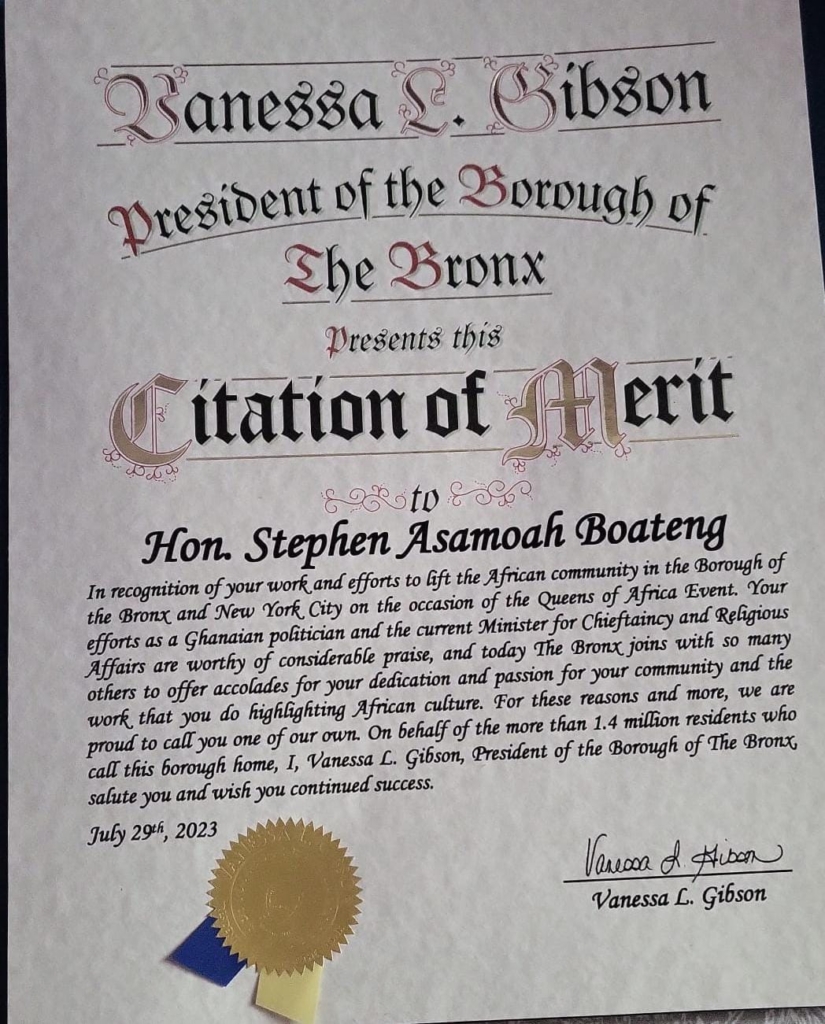 Vanessa L. Gibson
President of the Borough of
The Bronx
Presents this
Citation of Merit
to
Hon. Stephen Asamoah Boateng
In recognition of your work and efforts to lift the African community in the Borough of
the Bronx and New York City on the occasion of the Queens of Africa Event. Your
efforts as a Ghanaian politician and the current Minister for Chieftaincy and Religious
Affairs are worthy of considerable praise, and today The Bronx joins with so many
others to offer accolades for your dedication and passion for your community and the
work that you do highlighting African culture. For these reasons and more, we are
proud to call you one of our own. On behalf of the more than 1.4 million residents who
call this borough home, I, Vanessa L. Gibson, President of the Borough of The Bronx,
salute you and wish you continued success.
July 29th, 2023
Vanessa L. Gibson
Vanessa L. Gibson